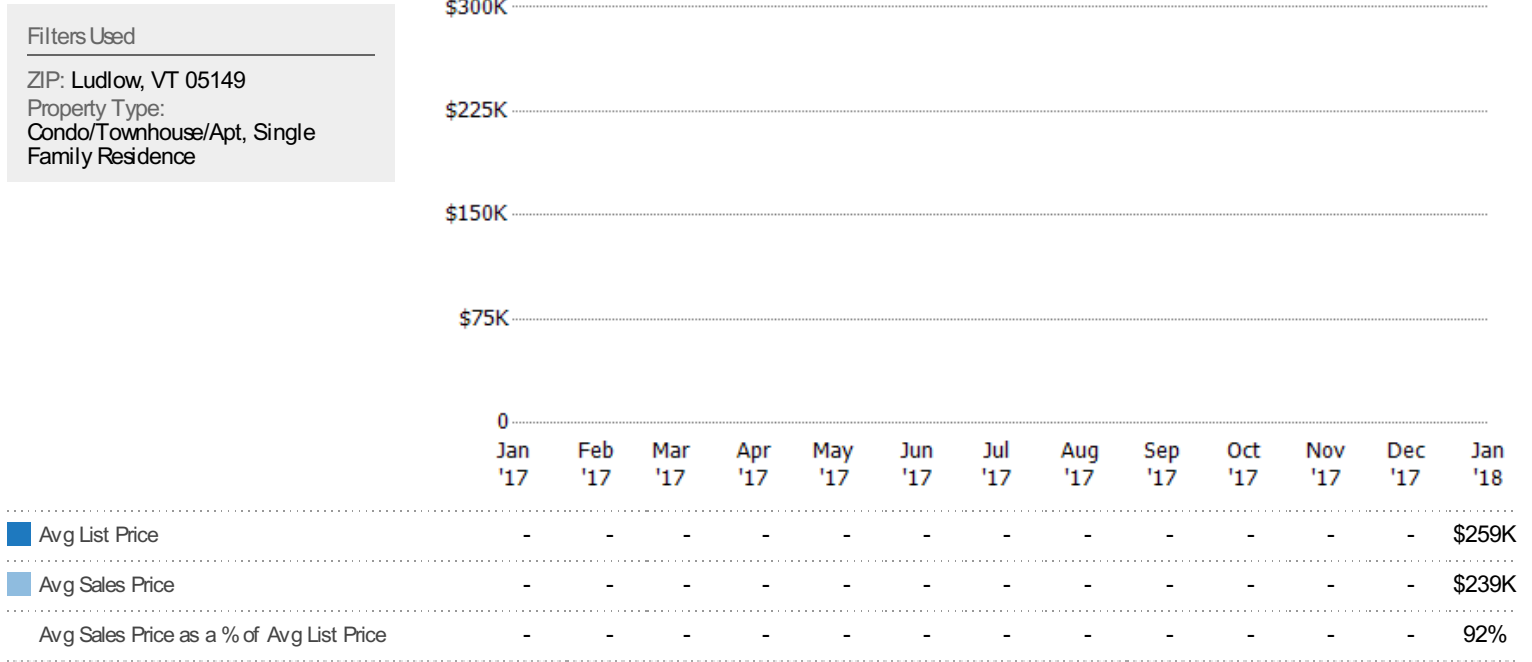 Filters Used
ZIP: Ludlow, VT 05149
Property Type:
Condo/Townhouse/Apt, Single
Family Residence
$300K
$225K
$150K
$75K
0
Jan Feb Mar Apr May Jun Jul Aug Sep Oct Nov Dec Jan
'17 '17 '17 '17 '17 '17 '17 '17 '17 '17 '17 '17 '18
Avg List Price - - - - - - - - - - - - $259K
Avg Sales Price - - - - - - - - - - - - $239K
Avg Sales Price as a % of Avg List Price - - - - - - - - - - - - 92%